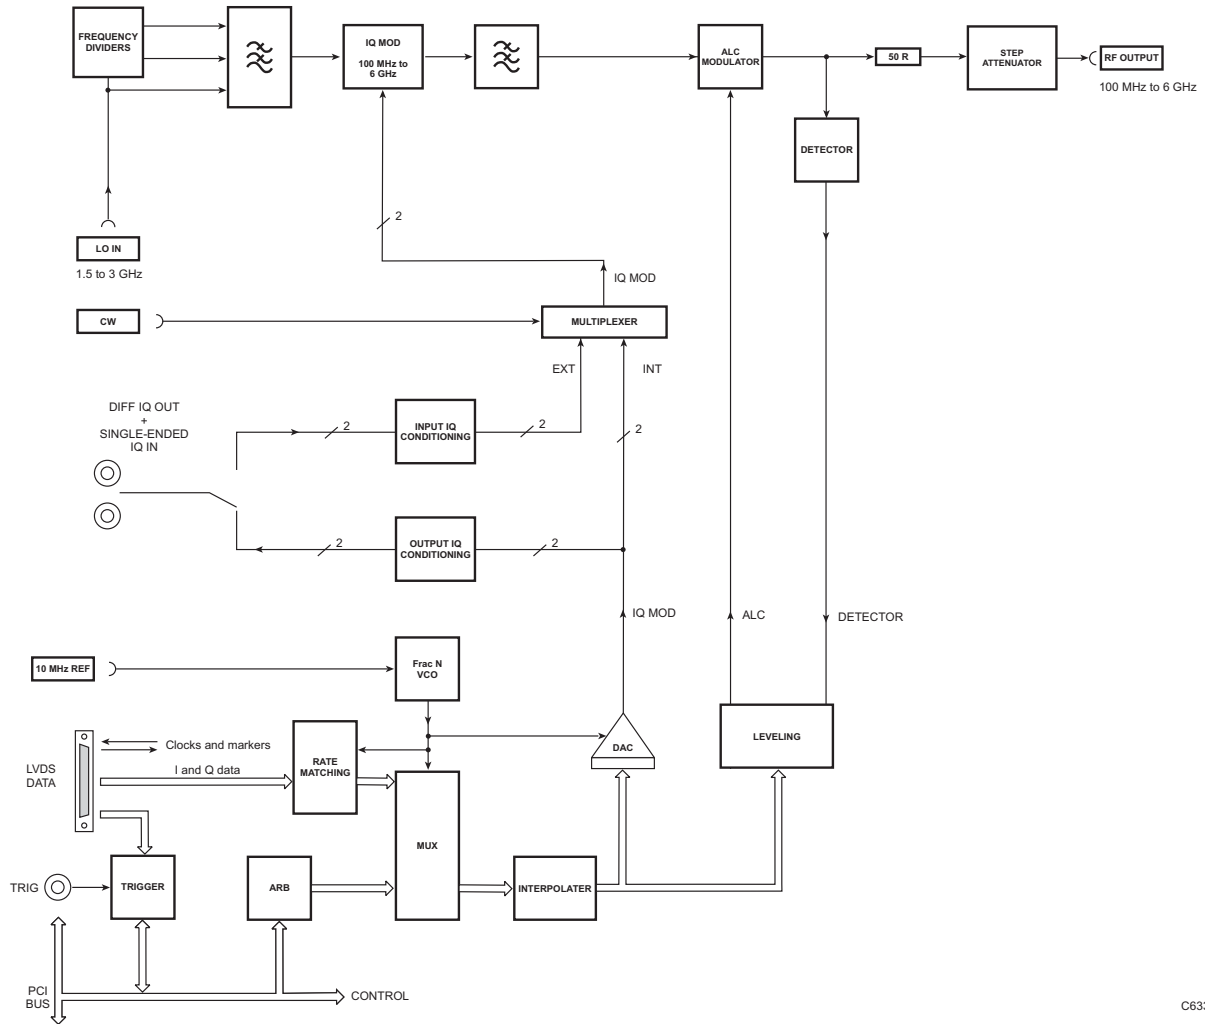 FREQUENCY
DIVIDERS
IQ MOD
100 MHz to
6 GHz
ALC
MODULATOR
50 R
STEP
ATTENUATOR
RF OUTPUT
100 MHz to 6 GHz
DETECTOR
2
LO IN
1.5 to 3 GHz
IQ MOD
CW
MULTIPLEXER
EXT
INT
DIFF IQ OUT
+
SINGLE-ENDED
IQ IN
2
INPUT IQ
CONDITIONING
2
2
2
OUTPUT IQ
CONDITIONING
2
IQ MOD
ALC
DETECTOR
10 MHz REF
Frac N
VCO
LVDS
DATA
Clocks and markers
I and Q data
RATE
MATCHING
DAC
LEVELING
MUX
TRIG
TRIGGER
ARB
INTERPOLATER
PCI
BUS
CONTROL
C633